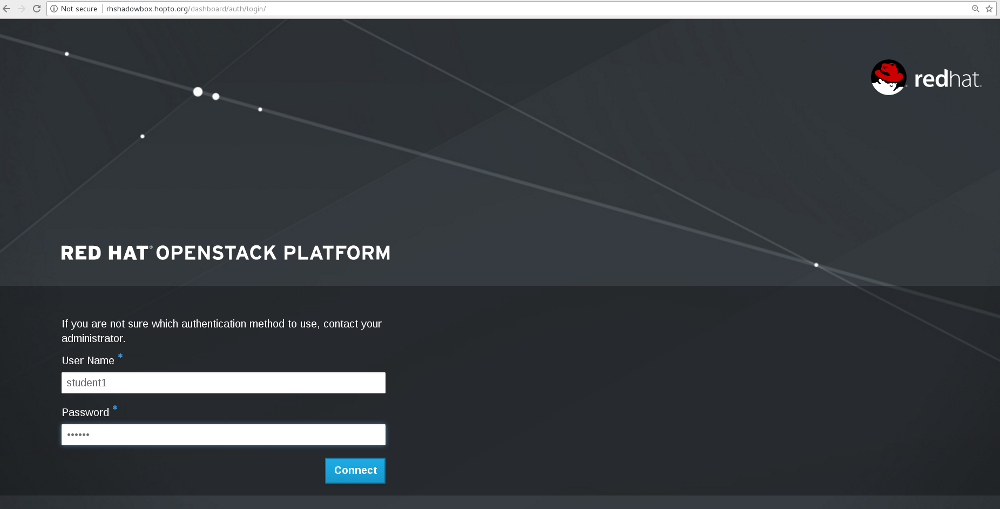 Not secure | mshadowbox.hopto.org/dashboard/auth/login/
redhat.
RED HAT® OPENSTACK PLATFORM
If you are not sure which authentication method to use, contact your
administrator.
User Name *
student1
Password *
••••••
Connect